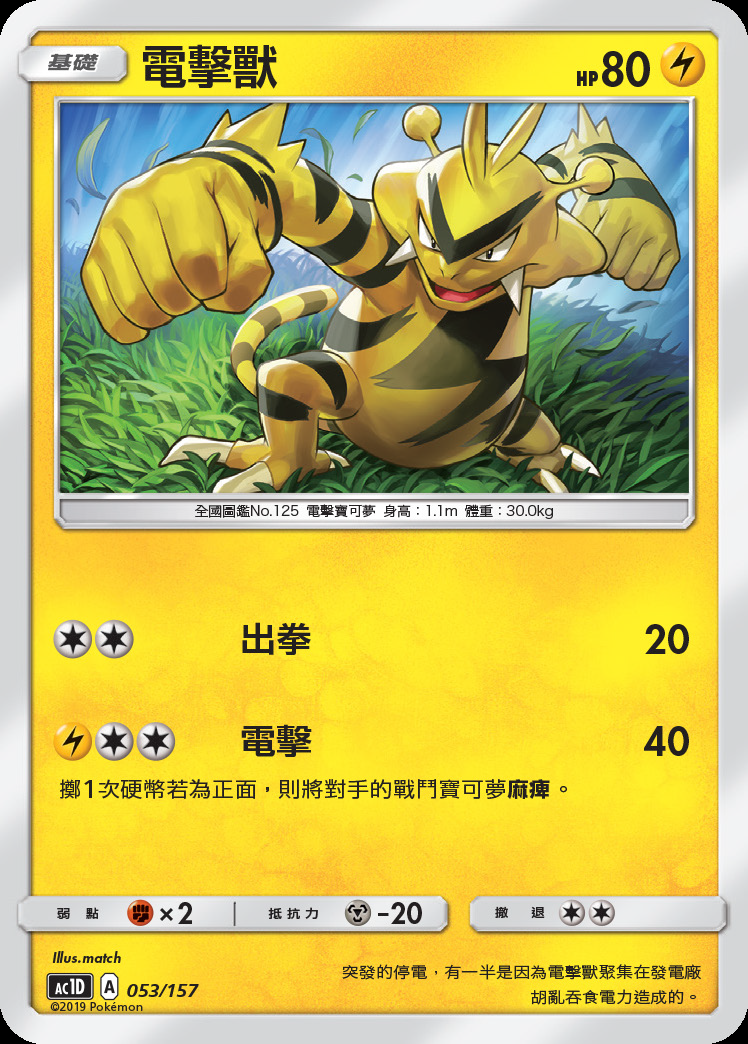 基礎 電擊獸 HP80
全國圖鑑No.125 電擊寶可夢 身高：1.1m 體重：30.0kg
出拳 20
電擊 40
擲1次硬幣若為正面，則將對手的戰鬥寶可夢麻痺。
弱點 ×2 抵抗力 -20 撤退
Illus.match
AC1D A 053/157
©2019 Pokémon
突發的停電，有一半是因為電擊獸聚集在發電廠
胡亂吞食電力造成的。